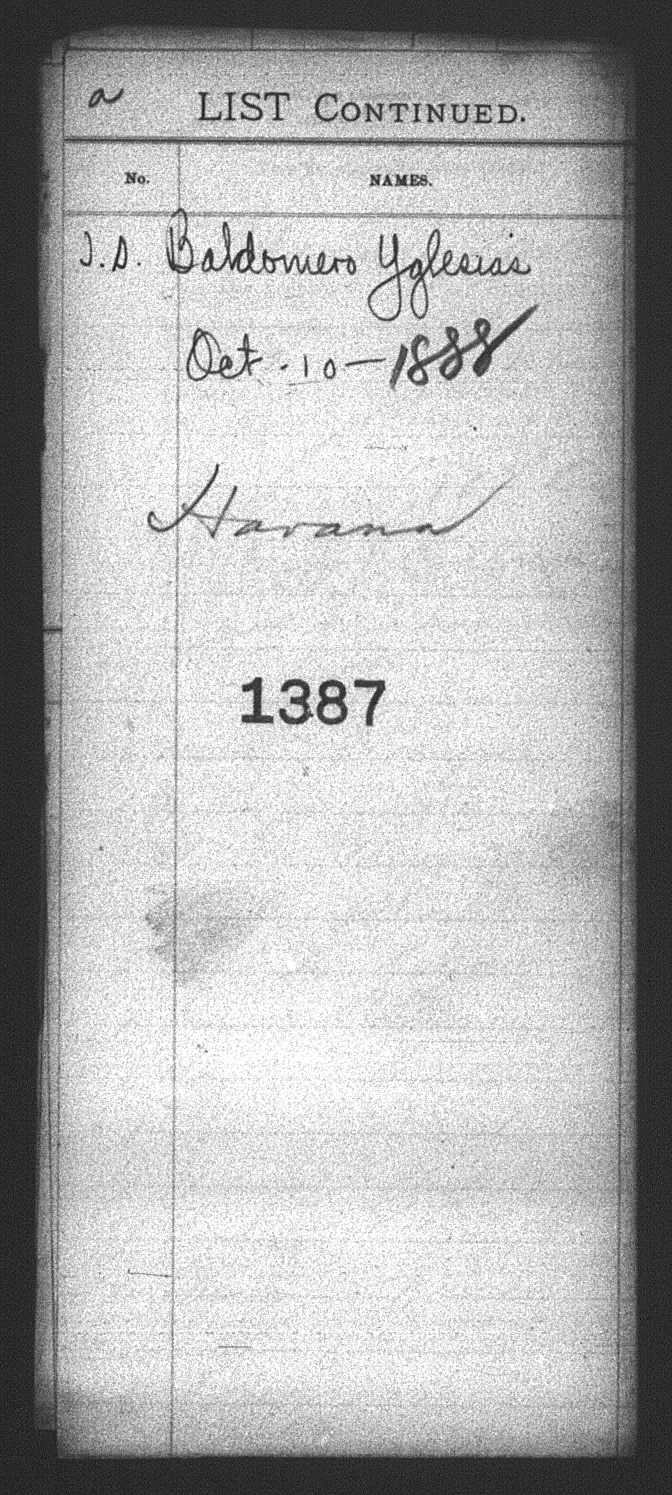 a LIST CONTINUED.
No. NAMES.
J.D. Baldomero Yglesias
Oct. 10 — 1888
Havana
1387